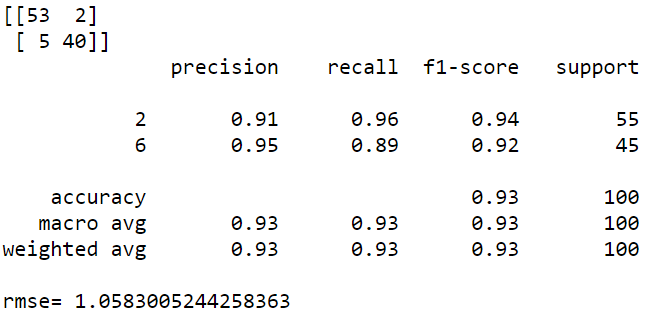 [[53  2]
 [ 5 40]]
              precision    recall  f1-score   support

           2       0.91      0.96      0.94        55
           6       0.95      0.89      0.92        45

    accuracy                           0.93       100
   macro avg       0.93      0.93      0.93       100
weighted avg       0.93      0.93      0.93       100

rmse= 1.0583005244258363